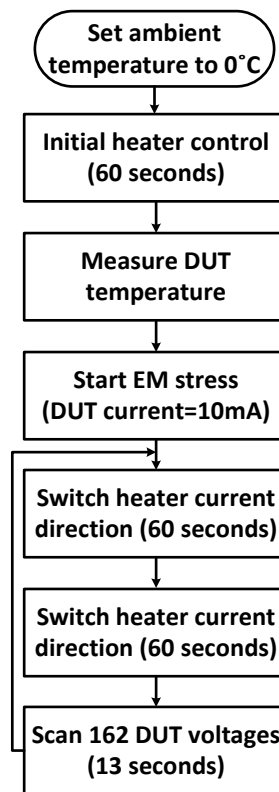 Set ambient
temperature to 0˚C
Initial heater control
(60 seconds)
Measure DUT
temperature
Start EM stress
(DUT current=10mA)
Switch heater current
direction (60 seconds)
Switch heater current
direction (60 seconds)
Scan 162 DUT voltages
(13 seconds)